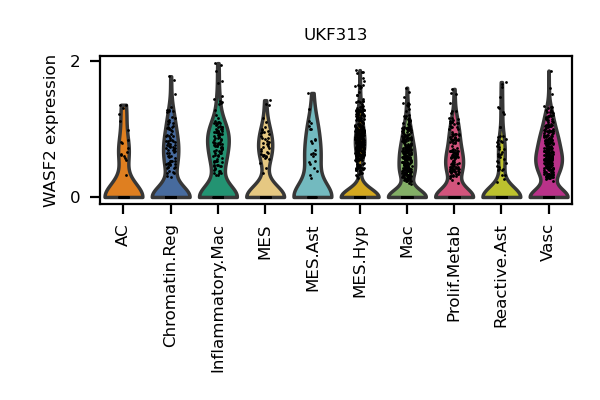 UKF313
WASF2 expression
2
0
AC
Chromatin.Reg
Inflammatory.Mac
MES
MES.Ast
MES.Hyp
Mac
Prolif.Metab
Reactive.Ast
Vasc